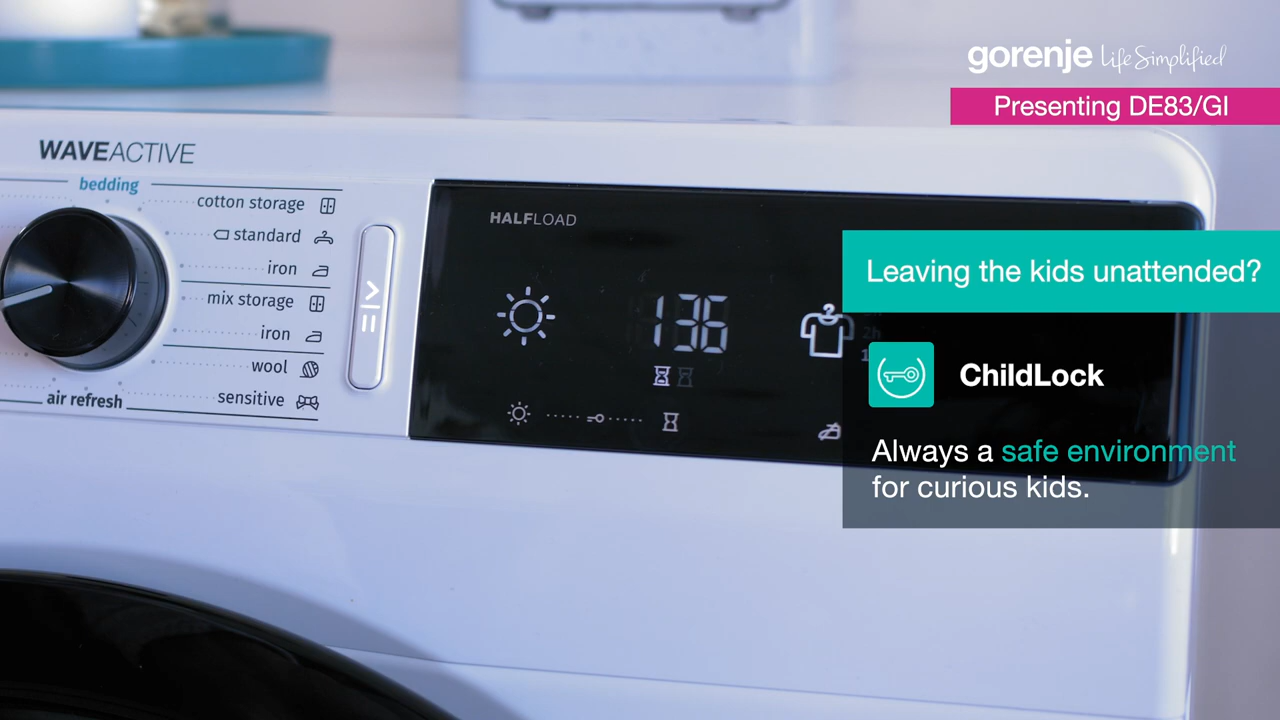 gorenje Life Simplified
Presenting DE83/GI
WAVEACTIVE
bedding
cotton storage
standard
iron
mix storage
iron
wool
sensitive
air refresh
HALFLOAD
136
Leaving the kids unattended?
ChildLock
Always a safe environment
for curious kids.